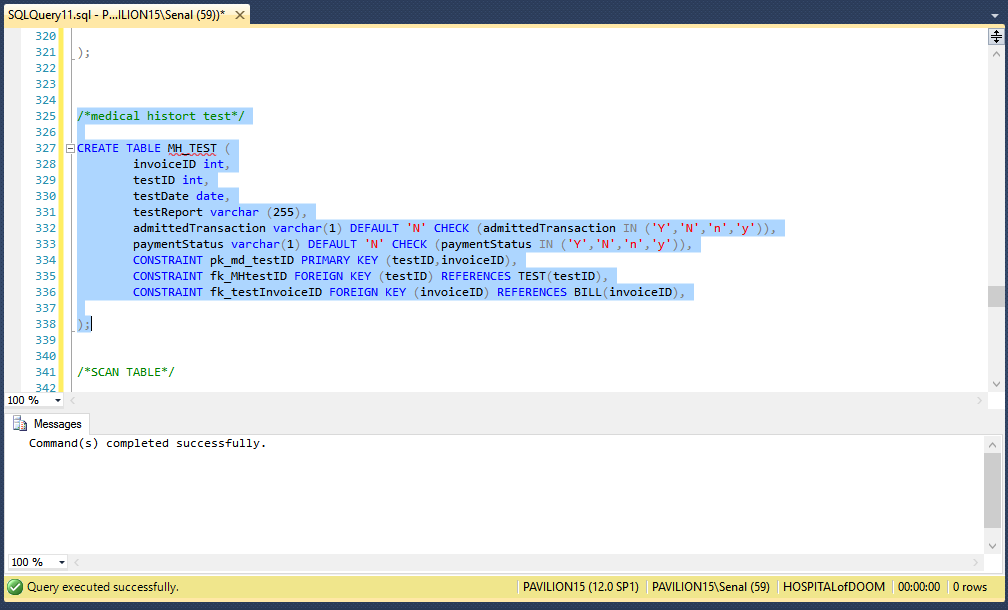 SQLQuery11.sql - P...ILION15\Senal (59))*
320
321 );
322
323
324
325 /*medical histort test*/
326
327 CREATE TABLE MH_TEST (
328 invoiceID int,
329 testID int,
330 testDate date,
331 testReport varchar (255),
332 admittedTransaction varchar(1) DEFAULT 'N' CHECK (admittedTransaction IN ('Y','N','n','y')),
333 paymentStatus varchar(1) DEFAULT 'N' CHECK (paymentStatus IN ('Y','N','n','y')),
334 CONSTRAINT pk_md_testID PRIMARY KEY (testID,invoiceID),
335 CONSTRAINT fk_MHtestID FOREIGN KEY (testID) REFERENCES TEST(testID),
336 CONSTRAINT fk_testInvoiceID FOREIGN KEY (invoiceID) REFERENCES BILL(invoiceID),
337
338 );
339
340
341 /*SCAN TABLE*/
342
100 %
Messages
Command(s) completed successfully.
100 %
Query executed successfully. PAVILION15 (12.0 SP1) PAVILION15\Senal (59) HOSPITALofDOOM 00:00:00 0 rows